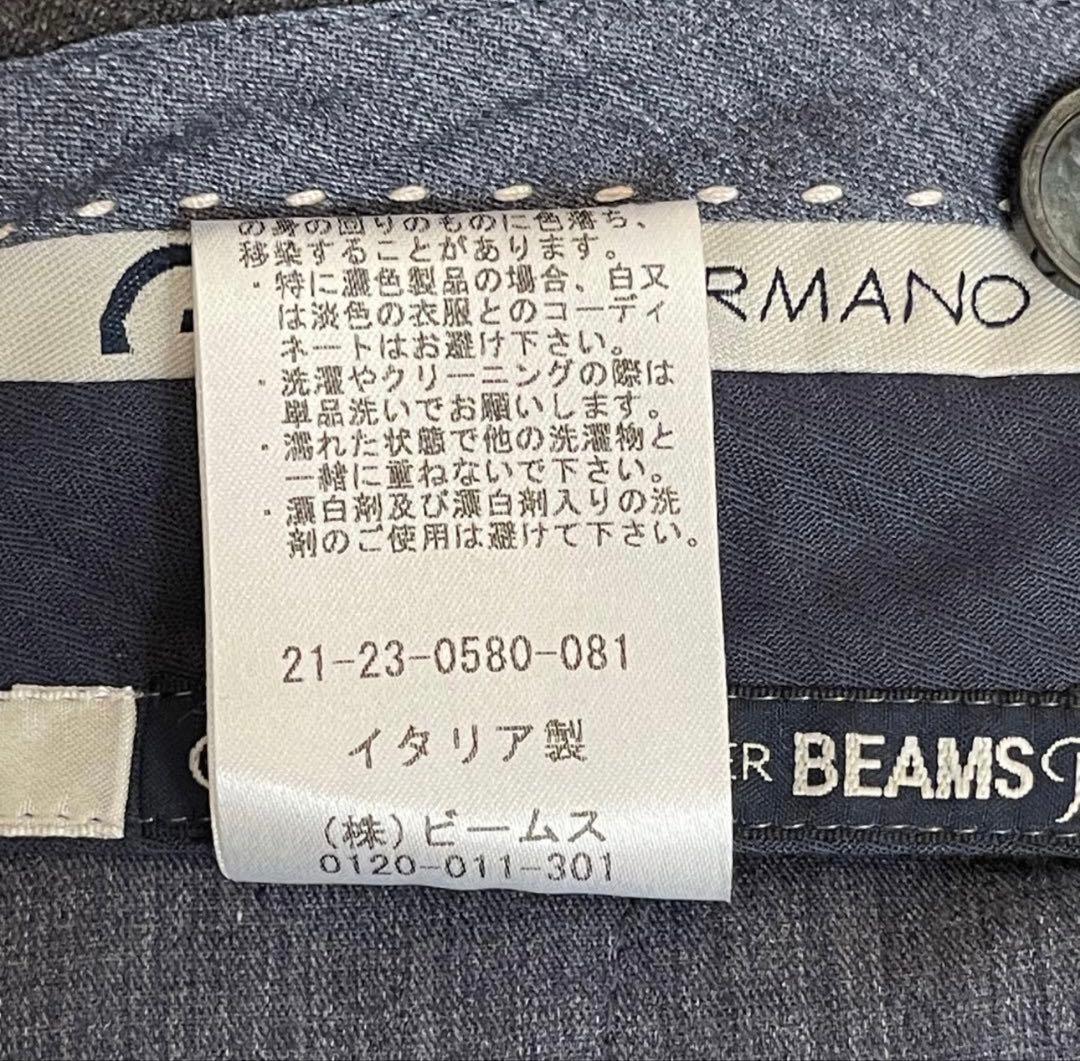 の身の回りのものに色落ち、
移染することがあります。
・特に濃色製品の場合、白又
は淡色の衣服とのコーディ
ネートはお避け下さい。
・洗濯やクリーニングの際は
単品洗いでお願いします。
・濡れた状態で他の洗濯物と
一緒に重ねないで下さい。
・漂白剤及び漂白剤入りの洗
剤のご使用は避けて下さい。
RMANO
21-23-0580-081
イタリア製
ER BEAMS
(株)ビームス
0120-011-301